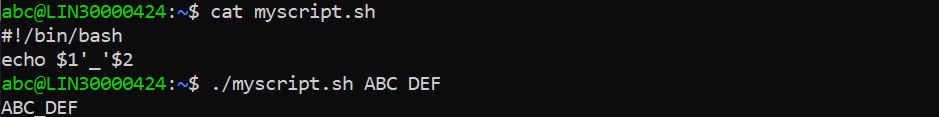 abc@LIN30000424:~$ cat myscript.sh
#!/bin/bash
echo $1'_'$2
abc@LIN30000424:~$ ./myscript.sh ABC DEF
ABC_DEF